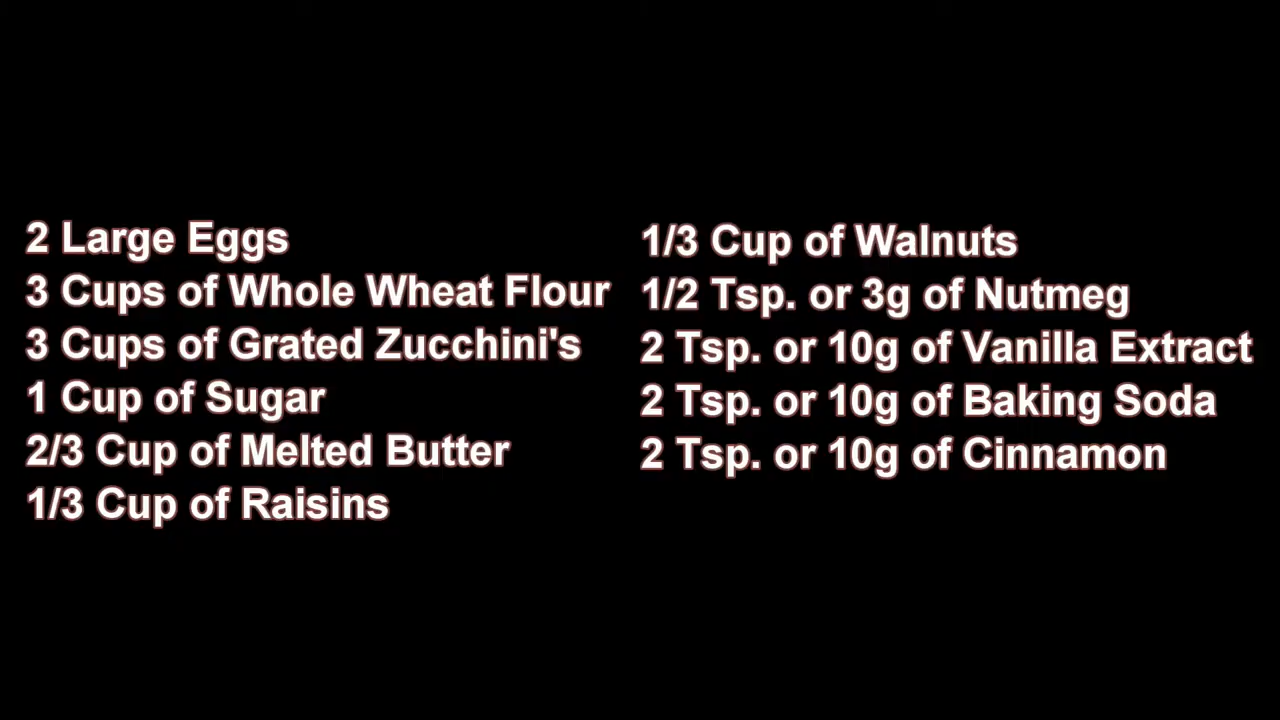 2 Large Eggs
3 Cups of Whole Wheat Flour
3 Cups of Grated Zucchini's
1 Cup of Sugar
2/3 Cup of Melted Butter
1/3 Cup of Raisins
1/3 Cup of Walnuts
1/2 Tsp. or 3g of Nutmeg
2 Tsp. or 10g of Vanilla Extract
2 Tsp. or 10g of Baking Soda
2 Tsp. or 10g of Cinnamon